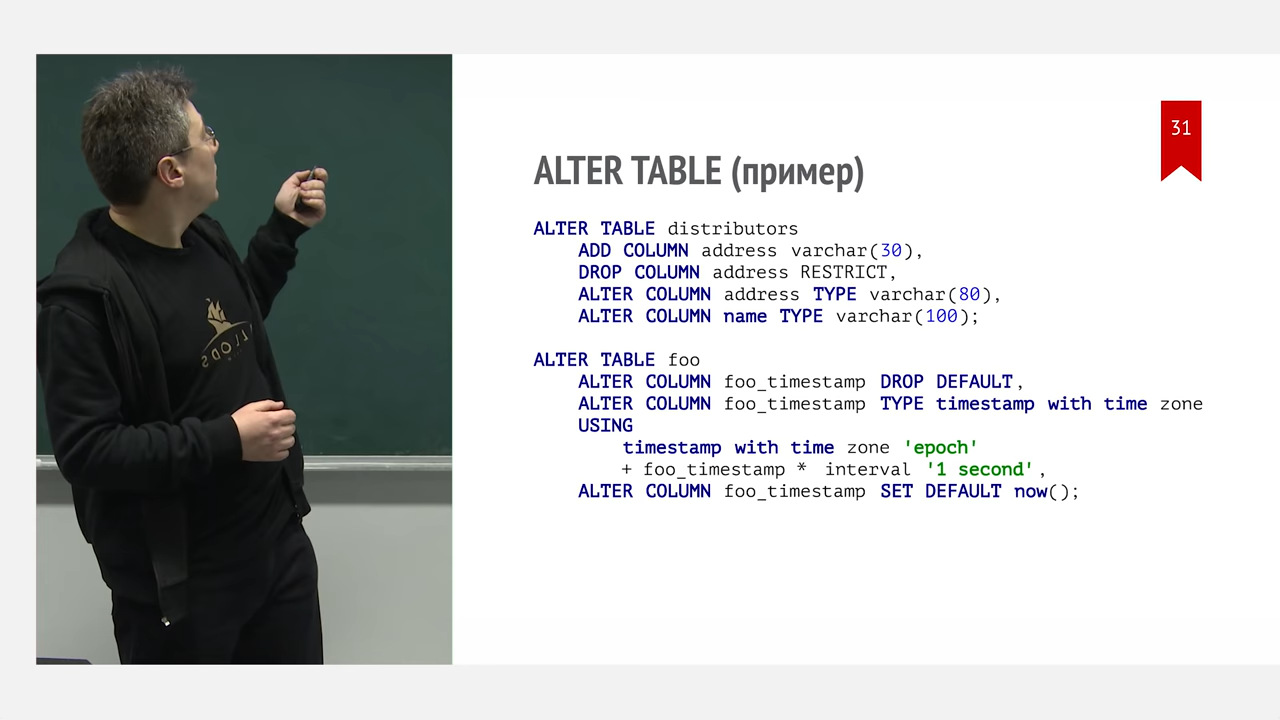 31
ALTER TABLE (пример)
ALTER TABLE distributors
ADD COLUMN address varchar(30),
DROP COLUMN address RESTRICT,
ALTER COLUMN address TYPE varchar(80),
ALTER COLUMN name TYPE varchar(100);
ALTER TABLE foo
ALTER COLUMN foo_timestamp DROP DEFAULT,
ALTER COLUMN foo_timestamp TYPE timestamp with time zone
USING
timestamp with time zone 'epoch'
+ foo_timestamp * interval '1 second',
ALTER COLUMN foo_timestamp SET DEFAULT now();